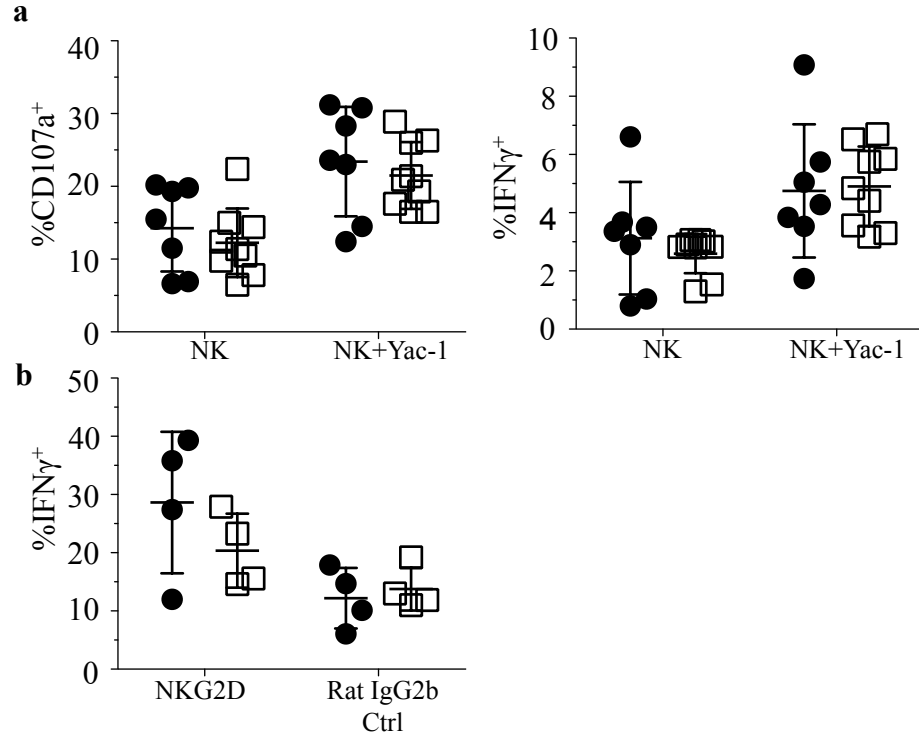 a
%CD107a+
40
30
20
10
0
NK
NK+Yac-1
%IFNγ+
10
8
6
4
2
0
NK
NK+Yac-1
b
%IFNγ+
50
40
30
20
10
0
NKG2D
Rat IgG2b
Ctrl